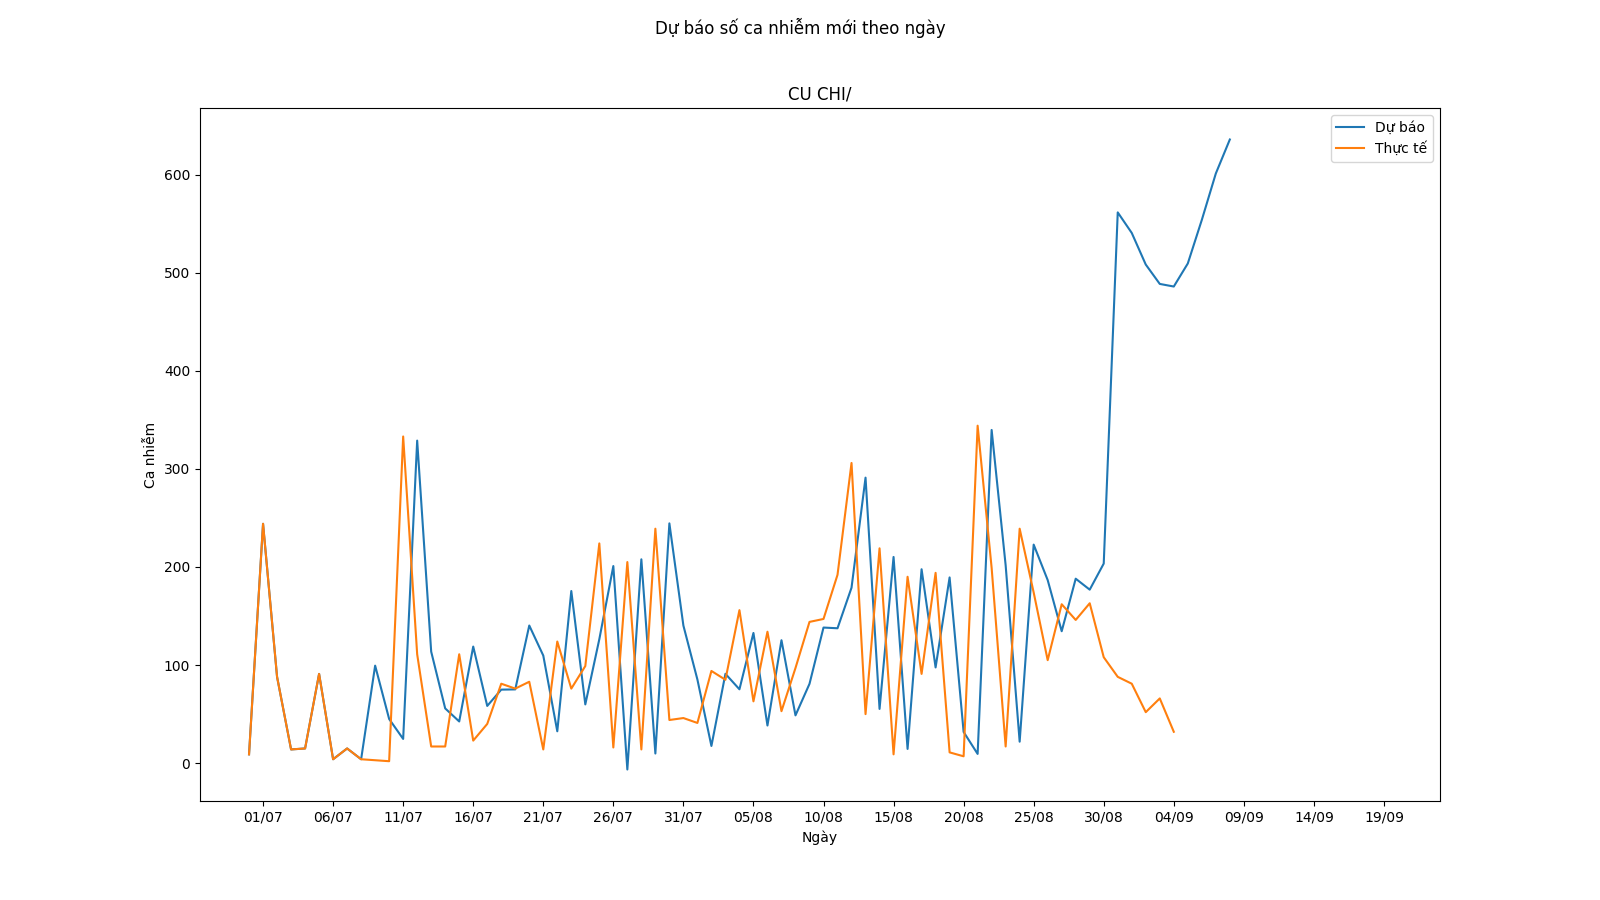 Dự báo số ca nhiễm mới theo ngày
CU CHI/
Dự báo
Thực tế
600
500
400
300
200
100
0
Ca nhiễm
01/07 06/07 11/07 16/07 21/07 26/07 31/07 05/08 10/08 15/08 20/08 25/08 30/08 04/09 09/09 14/09 19/09
Ngày